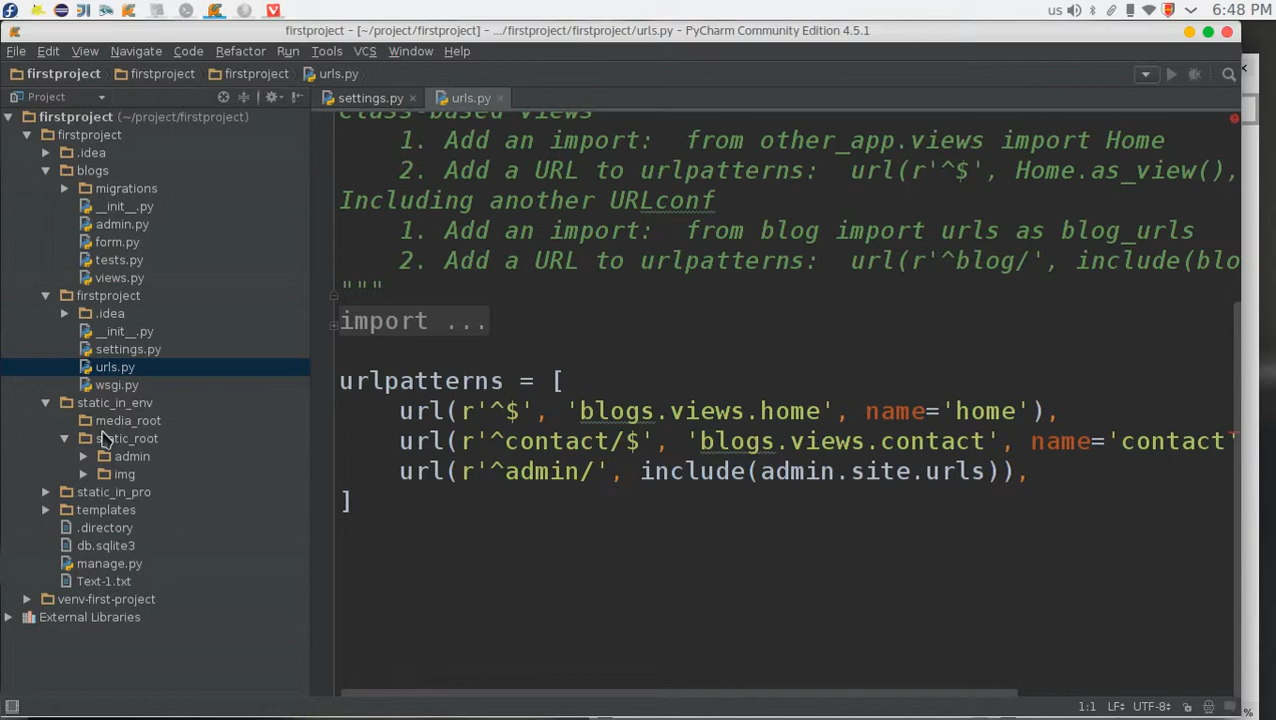 us 6:48 PM
firstproject - [~/project/firstproject] - .../firstproject/firstproject/urls.py - PyCharm Community Edition 4.5.1
File Edit View Navigate Code Refactor Run Tools VCS Window Help
firstproject firstproject firstproject urls.py
Project
settings.py urls.py
firstproject (~/project/firstproject)
firstproject
.idea
blogs
migrations
__init__.py
admin.py
form.py
tests.py
views.py
firstproject
.idea
__init__.py
settings.py
urls.py
wsgi.py
static_in_env
media_root
static_root
admin
img
static_in_pro
templates
.directory
db.sqlite3
manage.py
Text-1.txt
venv-first-project
External Libraries
Class-based views
1. Add an import:  from other_app.views import Home
2. Add a URL to urlpatterns:  url(r'^$', Home.as_view(),
Including another URLconf
1. Add an import:  from blog import urls as blog_urls
2. Add a URL to urlpatterns:  url(r'^blog/', include(blo
"""
import ...
urlpatterns = [
url(r'^$', 'blogs.views.home', name='home'),
url(r'^contact/$', 'blogs.views.contact', name='contact'
url(r'^admin/', include(admin.site.urls)),
]
1:1 LF UTF-8
%